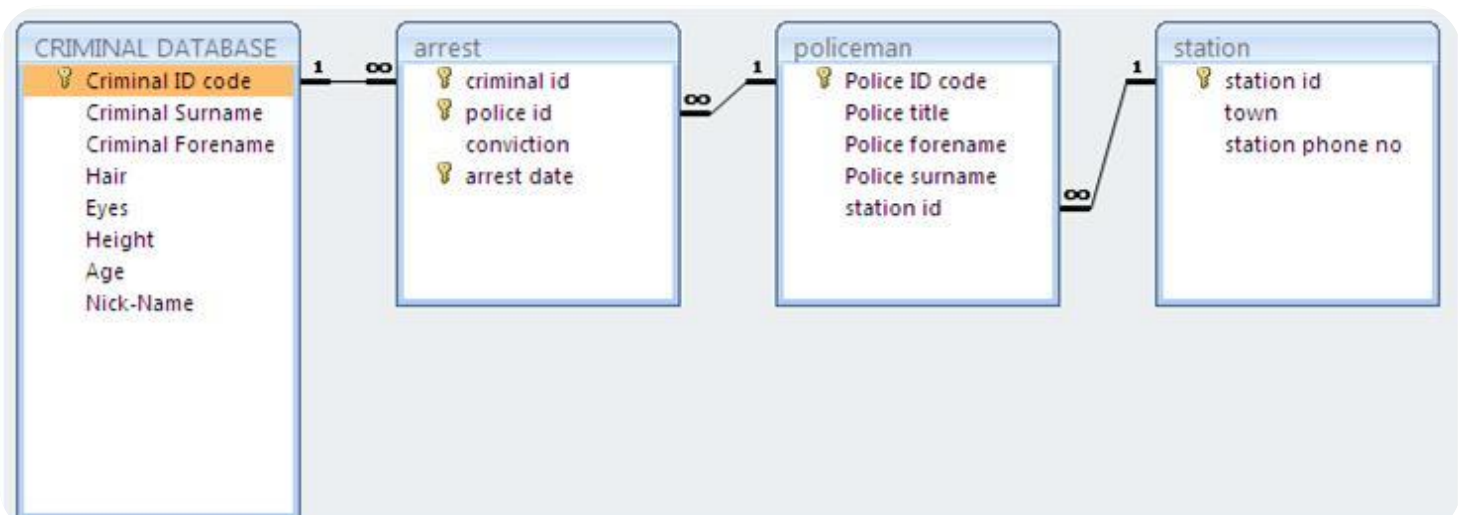 CRIMINAL DATABASE
Criminal ID code
Criminal Surname
Criminal Forename
Hair
Eyes
Height
Age
Nick-Name
1
∞
arrest
criminal id
police id
conviction
arrest date
∞
1
policeman
Police ID code
Police title
Police forename
Police surname
station id
∞
1
station
station id
town
station phone no